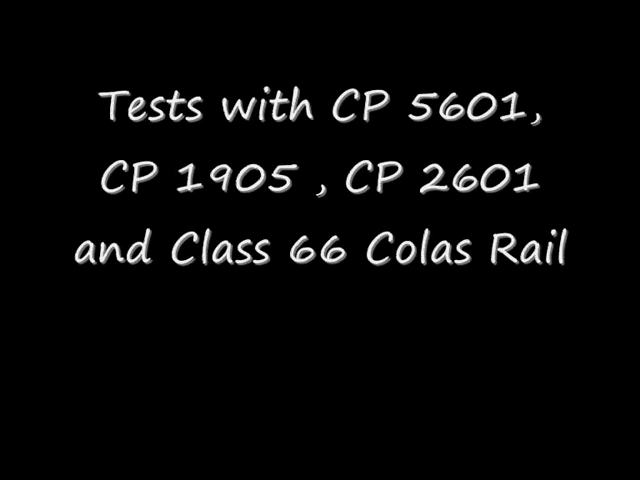 Tests with CP 5601,
CP 1905 , CP 2601
and Class 66 Colas Rail